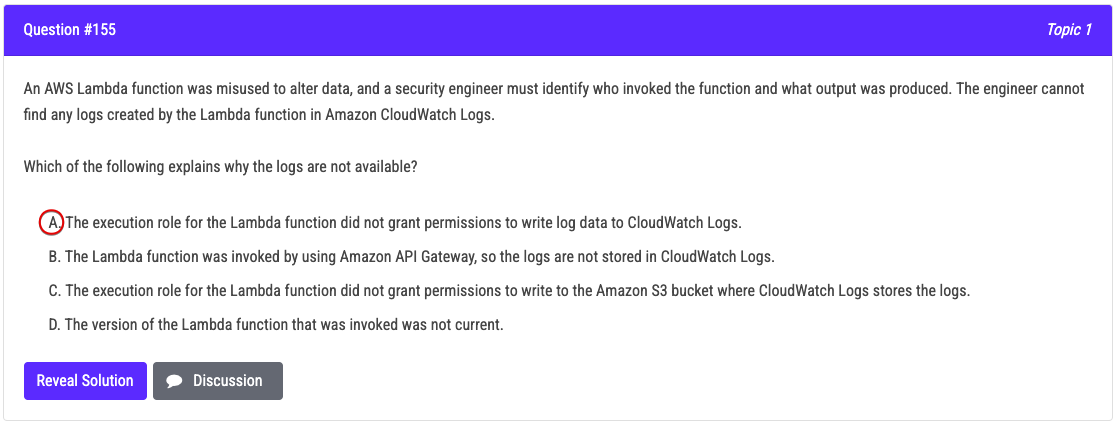 Question #155
Topic 1
An AWS Lambda function was misused to alter data, and a security engineer must identify who invoked the function and what output was produced. The engineer cannot
find any logs created by the Lambda function in Amazon CloudWatch Logs.
Which of the following explains why the logs are not available?
A. The execution role for the Lambda function did not grant permissions to write log data to CloudWatch Logs.
B. The Lambda function was invoked by using Amazon API Gateway, so the logs are not stored in CloudWatch Logs.
C. The execution role for the Lambda function did not grant permissions to write to the Amazon S3 bucket where CloudWatch Logs stores the logs.
D. The version of the Lambda function that was invoked was not current.
Reveal Solution
Discussion